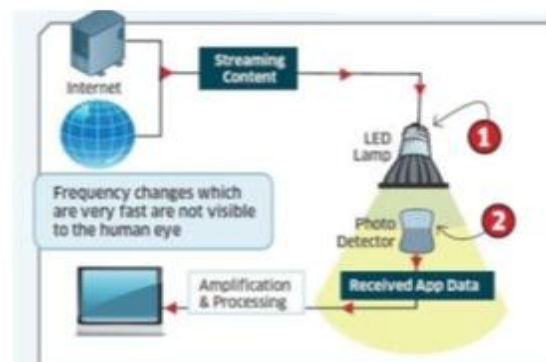 Streaming
Content
Internet
LED
Lamp
1
Frequency changes which
are very fast are not visible
to the human eye
Photo
Detector
2
Amplification
& Processing
Received App Data